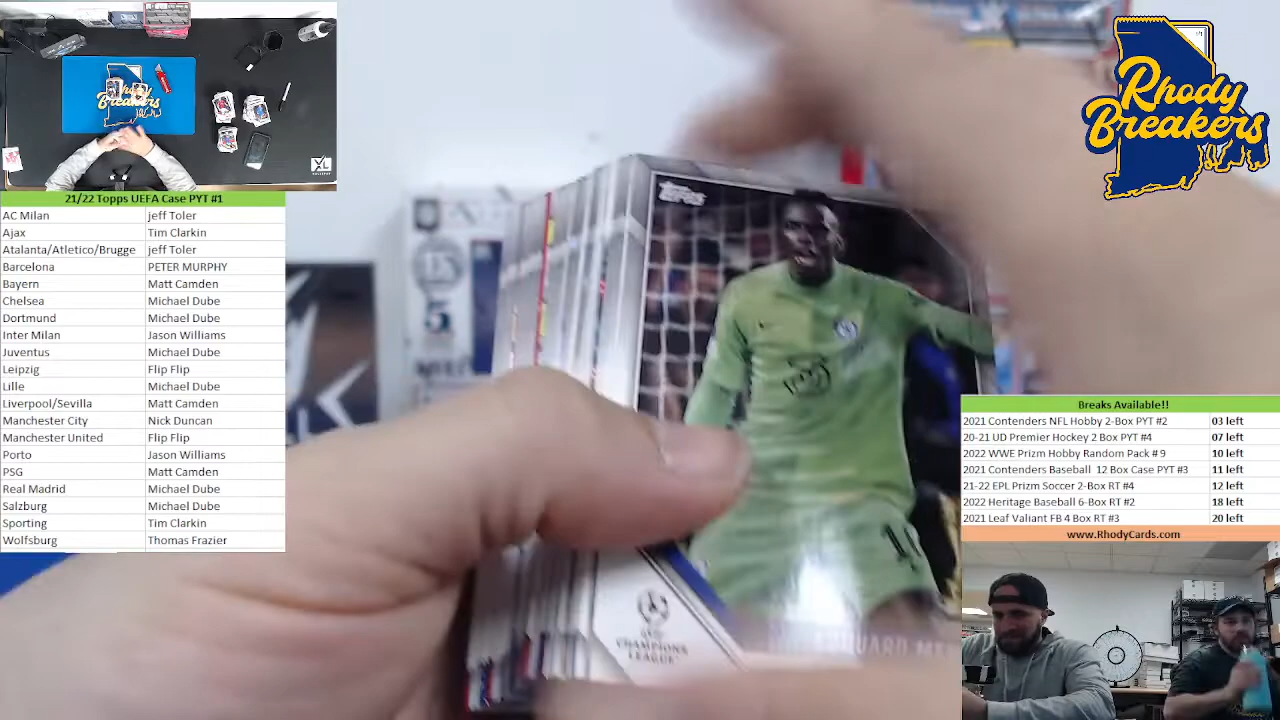 21/22 Topps UEFA Case PYT #1
AC Milan jeff Toler
Ajax Tim Clarkin
Atalanta/Atletico/Brugge jeff Toler
Barcelona PETER MURPHY
Bayern Matt Camden
Chelsea Michael Dube
Dortmund Michael Dube
Inter Milan Jason Williams
Juventus Michael Dube
Leipzig Flip Flip
Lille Michael Dube
Liverpool/Sevilla Matt Camden
Manchester City Nick Duncan
Manchester United Flip Flip
Porto Jason Williams
PSG Matt Camden
Real Madrid Michael Dube
Salzburg Michael Dube
Sporting Tim Clarkin
Wolfsburg Thomas Frazier
Rhody
Breakers
XL
topps
15
5
CHAMPIONS
LEAGUE
Rhody
Breakers
Breaks Available!!
2021 Contenders NFL Hobby 2-Box PYT #2 03 left
20-21 UD Premier Hockey 2 Box PYT #4 07 left
2022 WWE Prizm Hobby Random Pack # 9 10 left
2021 Contenders Baseball 12 Box Case PYT #3 11 left
21-22 EPL Prizm Soccer 2-Box RT #4 12 left
2022 Heritage Baseball 6-Box RT #2 18 left
2021 Leaf Valiant FB 4 Box RT #3 20 left
www.RhodyCards.com